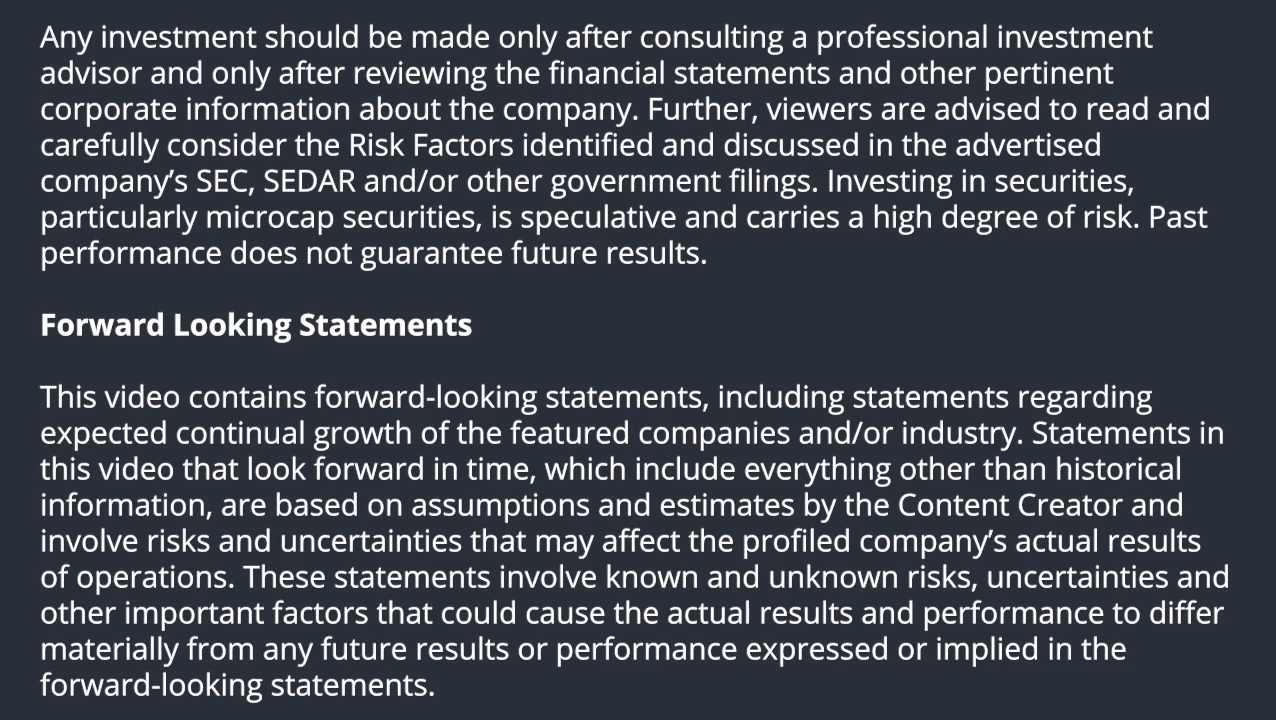 Any investment should be made only after consulting a professional investment
advisor and only after reviewing the financial statements and other pertinent
corporate information about the company. Further, viewers are advised to read and
carefully consider the Risk Factors identified and discussed in the advertised
company’s SEC, SEDAR and/or other government filings. Investing in securities,
particularly microcap securities, is speculative and carries a high degree of risk. Past
performance does not guarantee future results.
Forward Looking Statements
This video contains forward-looking statements, including statements regarding
expected continual growth of the featured companies and/or industry. Statements in
this video that look forward in time, which include everything other than historical
information, are based on assumptions and estimates by the Content Creator and
involve risks and uncertainties that may affect the profiled company’s actual results
of operations. These statements involve known and unknown risks, uncertainties and
other important factors that could cause the actual results and performance to differ
materially from any future results or performance expressed or implied in the
forward-looking statements.